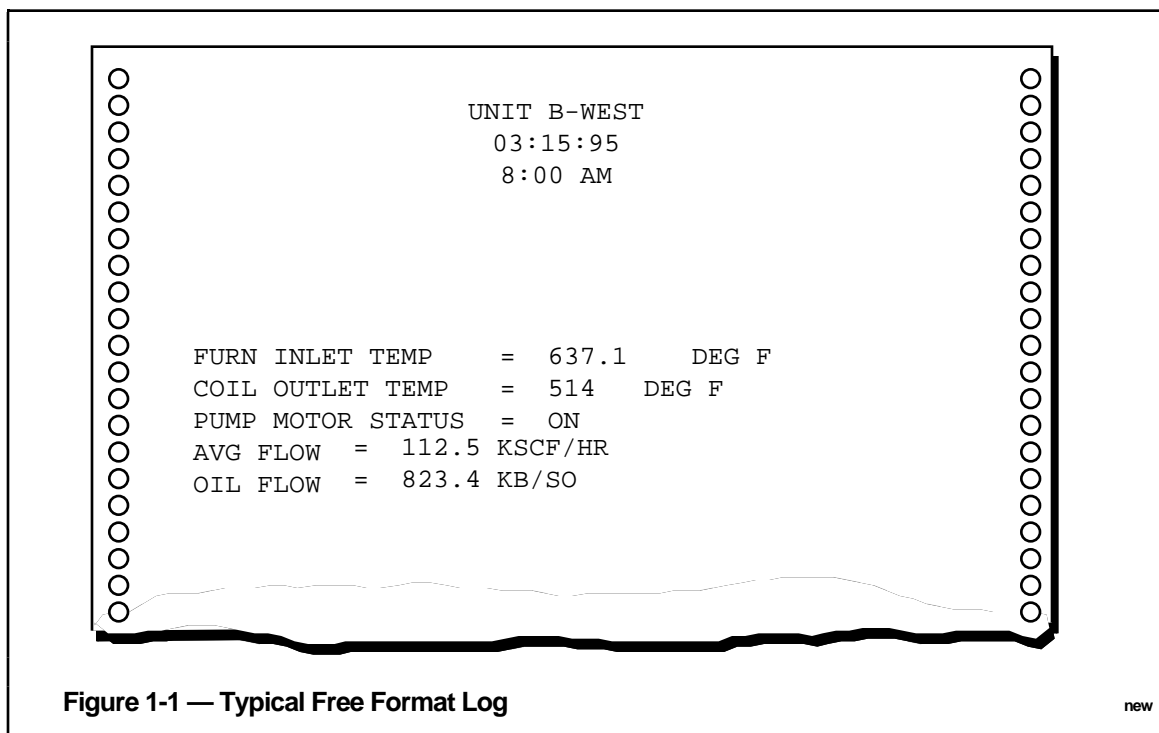 UNIT B-WEST
03:15:95
8:00 AM
FURN INLET TEMP = 637.1 DEG F
COIL OUTLET TEMP = 514 DEG F
PUMP MOTOR STATUS = ON
AVG FLOW = 112.5 KSCF/HR
OIL FLOW = 823.4 KB/SO
Figure 1-1 — Typical Free Format Log new